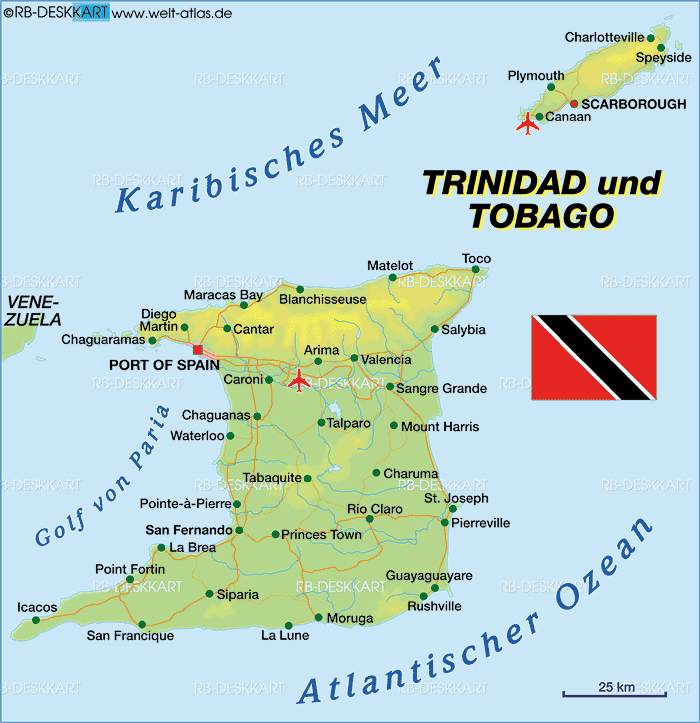 ©RB-DESKKART www.welt-atlas.de
Charlotteville
Speyside
Plymouth
SCARBOROUGH
Canaan
Karibisches Meer
TRINIDAD und
TOBAGO
Toco
Matelot
Blanchisseuse
Maracas Bay
VENE-
ZUELA
Diego
Martin
Cantar
Salybia
Chaguaramas
PORT OF SPAIN
Arima
Valencia
Caroni
Sangre Grande
Chaguanas
Talparo
Mount Harris
Waterloo
Golf von Paria
Tabaquite
Charuma
St. Joseph
Pointe-à-Pierre
Rio Claro
Pierreville
San Fernando
Princes Town
La Brea
Point Fortin
Guayaguayare
Siparia
Rushville
Icacos
San Francique
La Lune
Moruga
Atlantischer Ozean
25 km
RB-DESKKART